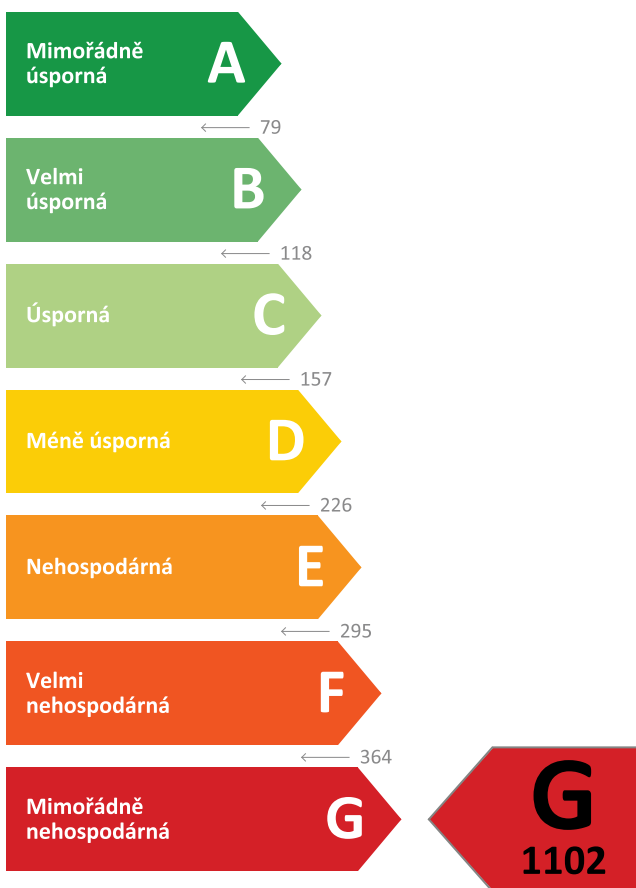 Mimořádně
úsporná
A
79
Velmi
úsporná
B
118
Úsporná
C
157
Méně úsporná
D
226
Nehospodárná
E
295
Velmi
nehospodárná
F
364
Mimořádně
nehospodárná
G
G
1102